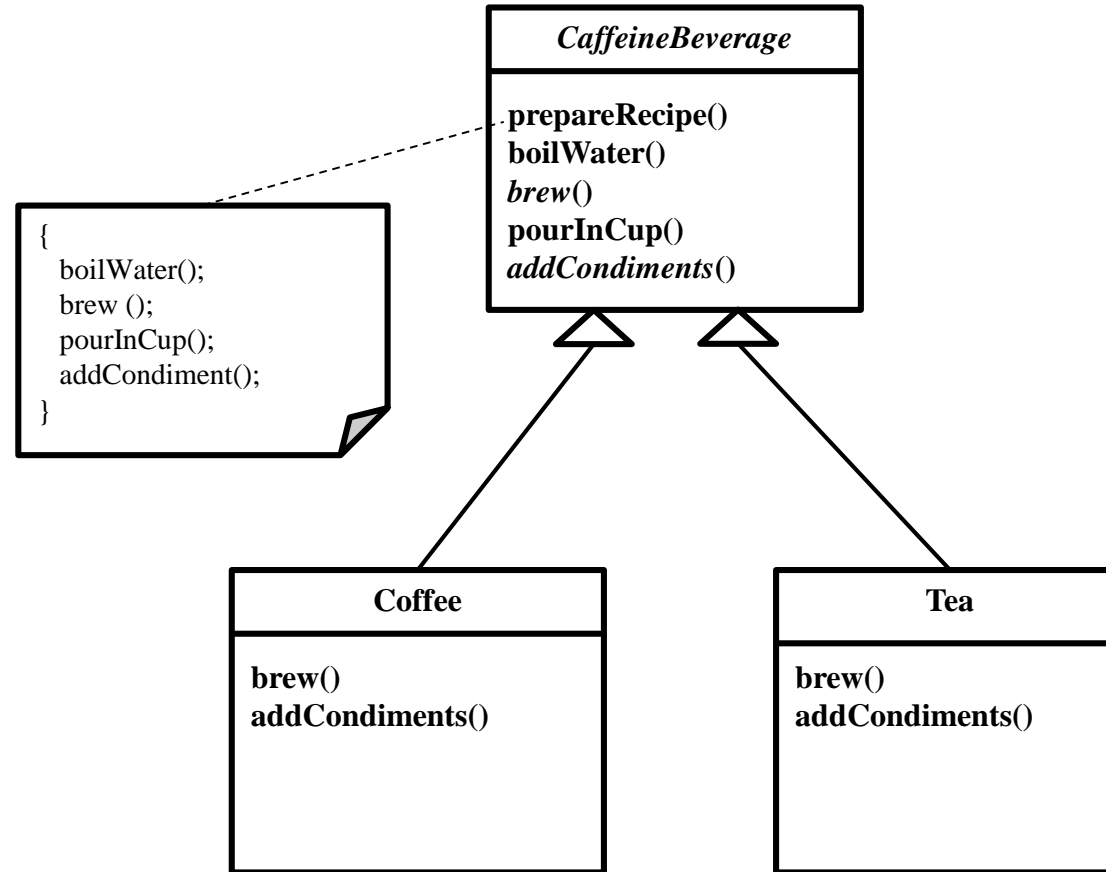 CaffeineBeverage
prepareRecipe()
boilWater()
brew()
pourInCup()
addCondiments()
{
boilWater();
brew ();
pourInCup();
addCondiment();
}
Coffee
brew()
addCondiments()
Tea
brew()
addCondiments()